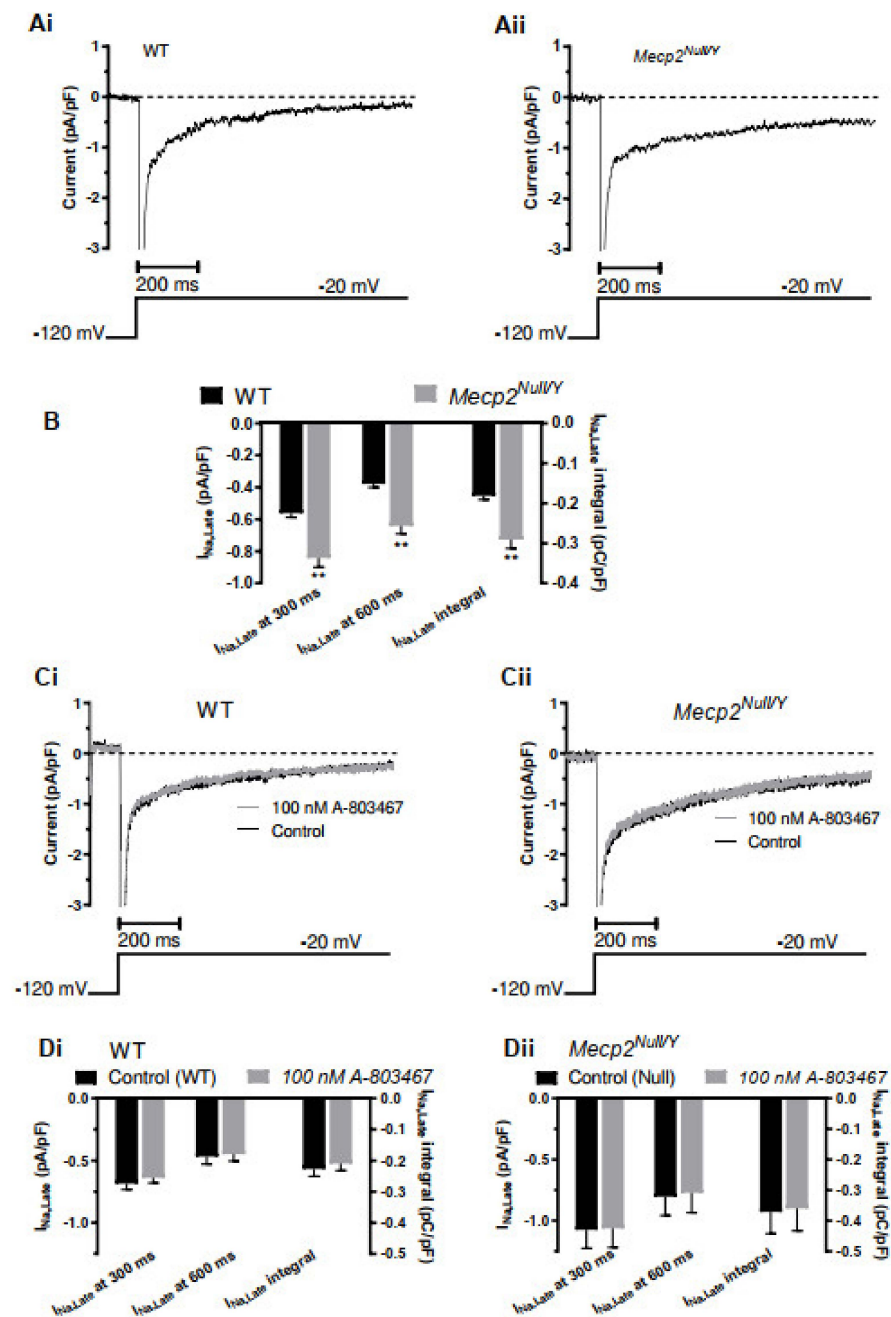 Ai
WT
Current (pA/pF)
1
0
-1
-2
-3
200 ms
-20 mV
-120 mV
Aii
Mecp2Null/Y
Current (pA/pF)
1
0
-1
-2
-3
200 ms
-20 mV
-120 mV
B
WT
Mecp2Null/Y
INa,Late (pA/pF)
0.0
-0.2
-0.4
-0.6
-0.8
-1.0
**
**
**
0.0
-0.1
-0.2
-0.3
-0.4
INa,Late integral (pC/pF)
INa,Late at 300 ms
INa,Late at 600 ms
INa,Late integral
Ci
WT
Current (pA/pF)
1
0
-1
-2
-3
100 nM A-803467
Control
200 ms
-20 mV
-120 mV
Cii
Mecp2Null/Y
Current (pA/pF)
1
0
-1
-2
-3
100 nM A-803467
Control
200 ms
-20 mV
-120 mV
Di
WT
Control (WT)
100 nM A-803467
INa,Late (pA/pF)
0.0
-0.5
-1.0
0.0
-0.1
-0.2
-0.3
-0.4
-0.5
INa,Late integral (pC/pF)
INa,Late at 300 ms
INa,Late at 600 ms
INa,Late integral
Dii
Mecp2Null/Y
Control (Null)
100 nM A-803467
INa,Late (pA/pF)
0.0
-0.5
-1.0
0.0
-0.1
-0.2
-0.3
-0.4
-0.5
INa,Late integral (pC/pF)
INa,Late at 300 ms
INa,Late at 600 ms
INa,Late integral